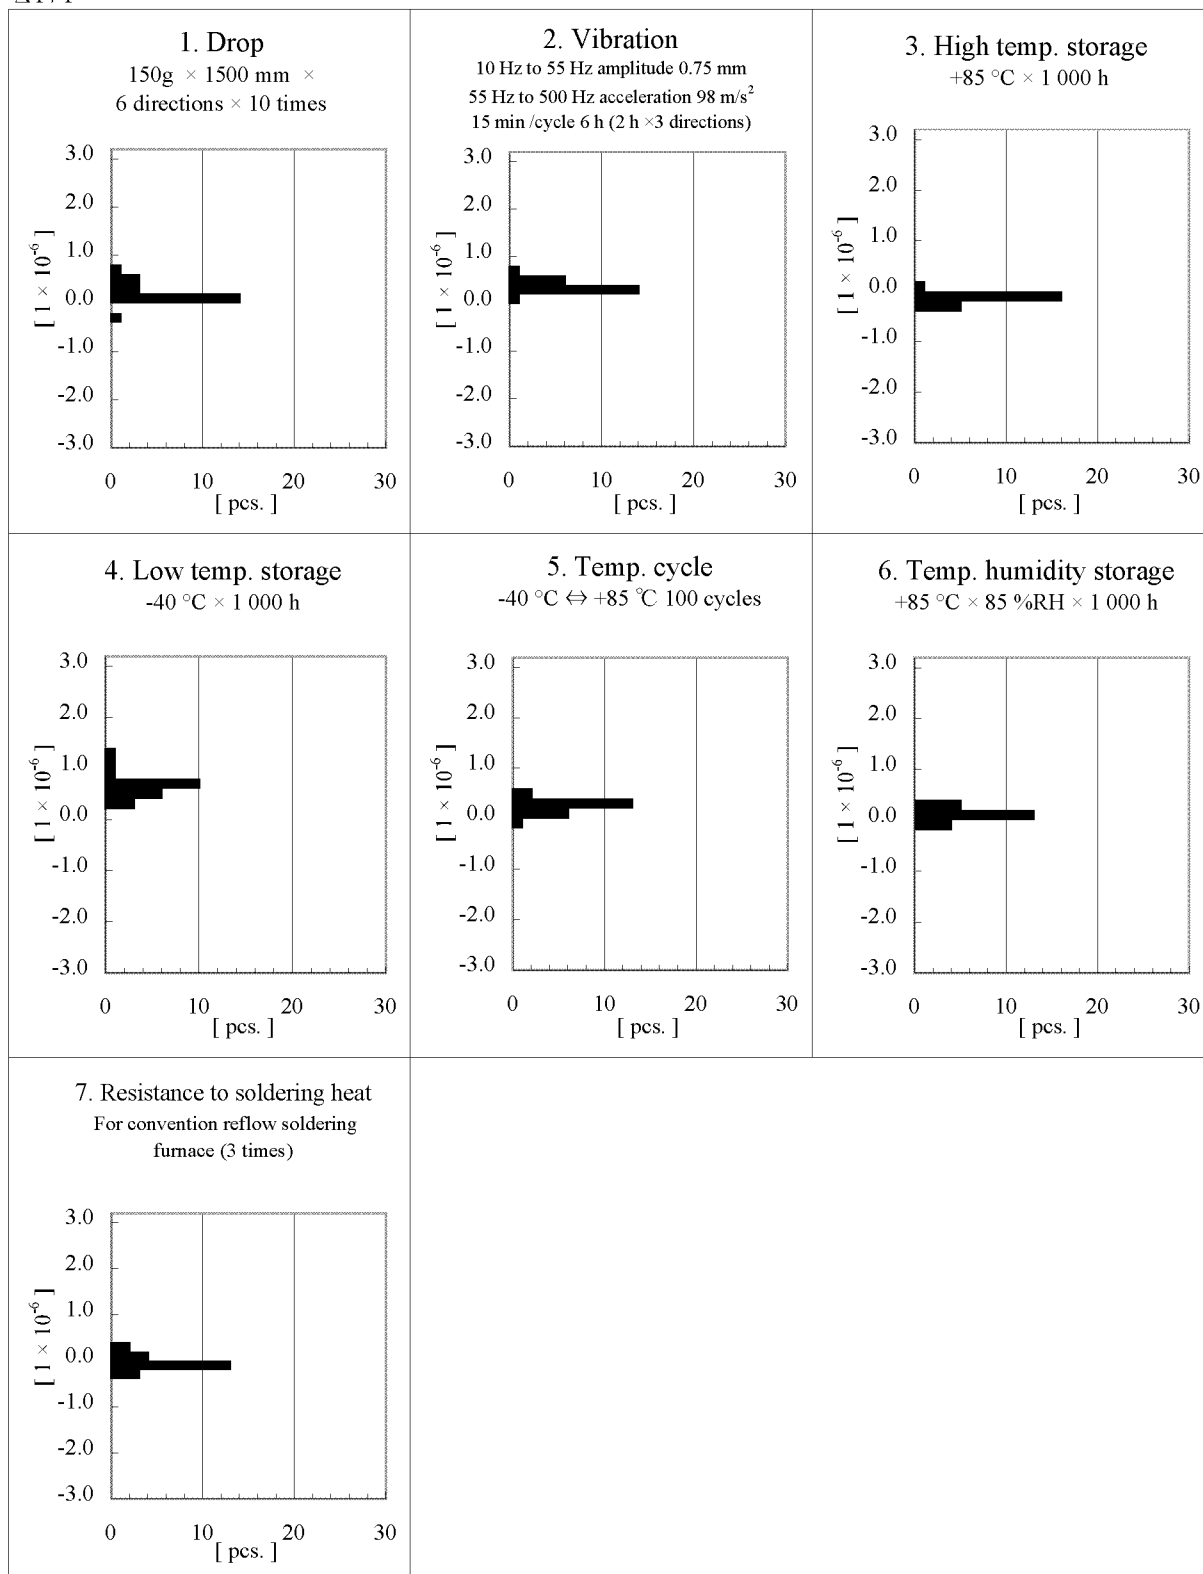 1. Drop
150g × 1500 mm ×
6 directions × 10 times
3.0
2.0
1.0
0.0
-1.0
-2.0
-3.0
[ 1 × 10⁻⁶ ]
0 10 20 30
[ pcs. ]
2. Vibration
10 Hz to 55 Hz amplitude 0.75 mm
55 Hz to 500 Hz acceleration 98 m/s²
15 min /cycle 6 h (2 h ×3 directions)
3.0
2.0
1.0
0.0
-1.0
-2.0
-3.0
[ 1 × 10⁻⁶ ]
0 10 20 30
[ pcs. ]
3. High temp. storage
+85 °C × 1 000 h
3.0
2.0
1.0
0.0
-1.0
-2.0
-3.0
[ 1 × 10⁻⁶ ]
0 10 20 30
[ pcs. ]
4. Low temp. storage
-40 °C × 1 000 h
3.0
2.0
1.0
0.0
-1.0
-2.0
-3.0
[ 1 × 10⁻⁶ ]
0 10 20 30
[ pcs. ]
5. Temp. cycle
-40 °C ⇔ +85 ℃ 100 cycles
3.0
2.0
1.0
0.0
-1.0
-2.0
-3.0
[ 1 × 10⁻⁶ ]
0 10 20 30
[ pcs. ]
6. Temp. humidity storage
+85 °C × 85 %RH × 1 000 h
3.0
2.0
1.0
0.0
-1.0
-2.0
-3.0
[ 1 × 10⁻⁶ ]
0 10 20 30
[ pcs. ]
7. Resistance to soldering heat
For convention reflow soldering
furnace (3 times)
3.0
2.0
1.0
0.0
-1.0
-2.0
-3.0
[ 1 × 10⁻⁶ ]
0 10 20 30
[ pcs. ]